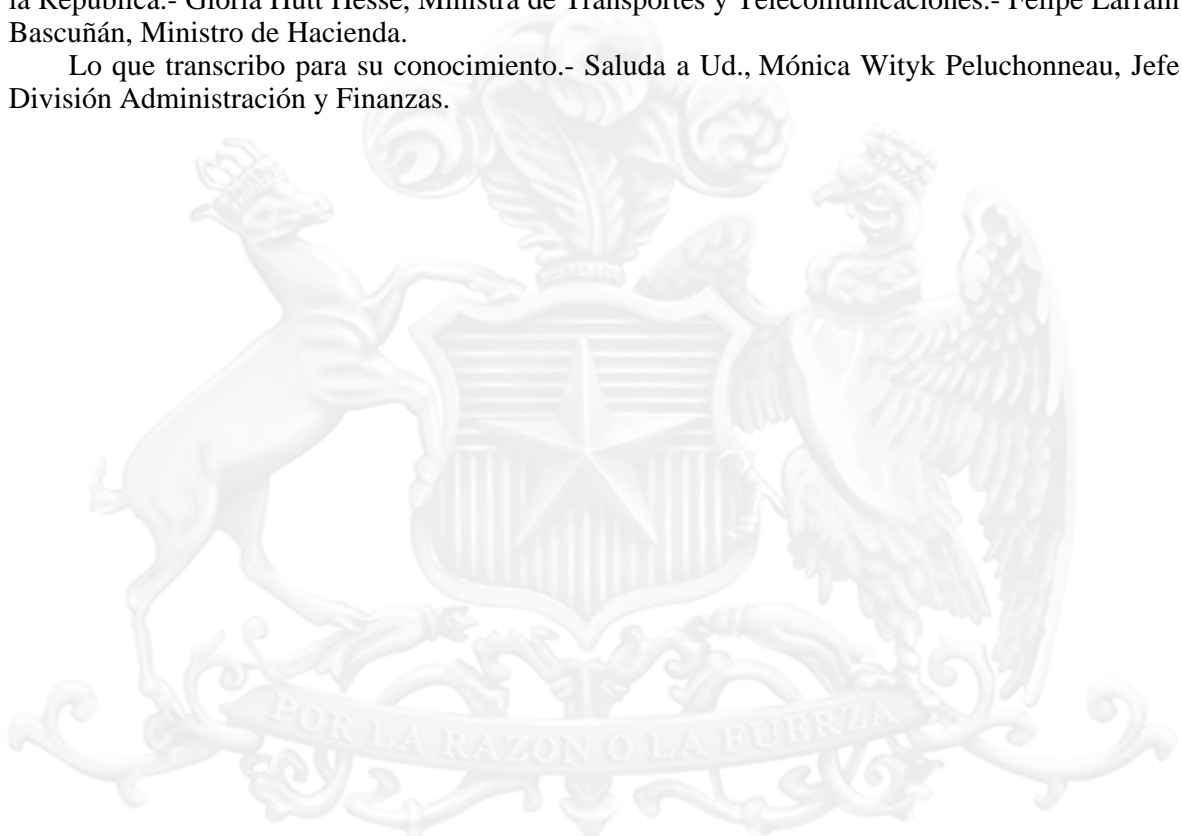 la República.- Gloria Hutt Hesse, Ministra de Transportes y Telecomunicaciones.- Felipe Larraín
Bascuñán, Ministro de Hacienda.
Lo que transcribo para su conocimiento.- Saluda a Ud., Mónica Wityk Peluchonneau, Jefe
División Administración y Finanzas.
POR LA RAZON O LA FUERZA